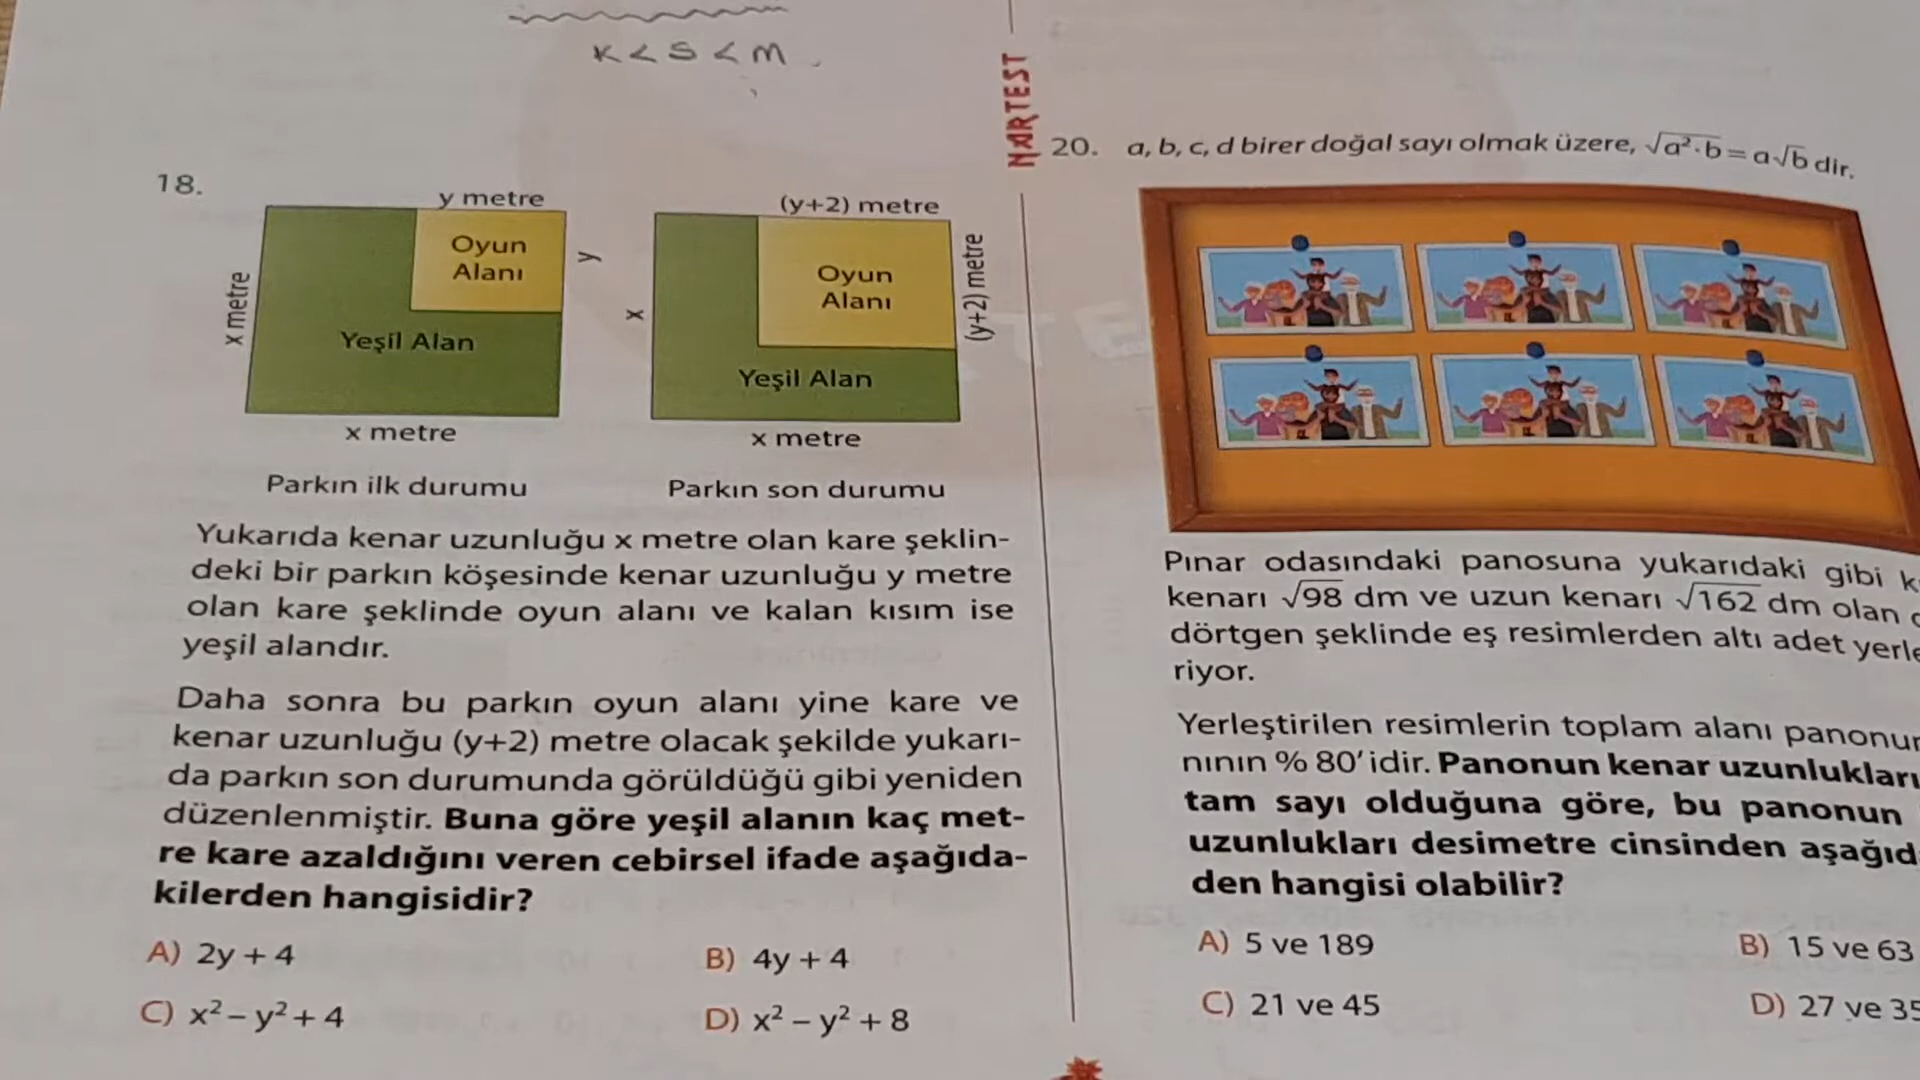 K < S < M
NARTEST
18.
y metre
Oyun
Alanı
y
x metre
Yeşil Alan
x metre
Parkın ilk durumu
(y+2) metre
Oyun
Alanı
(y+2) metre
x
Yeşil Alan
x metre
Parkın son durumu
Yukarıda kenar uzunluğu x metre olan kare şeklin-
deki bir parkın köşesinde kenar uzunluğu y metre
olan kare şeklinde oyun alanı ve kalan kısım ise
yeşil alandır.
Daha sonra bu parkın oyun alanı yine kare ve
kenar uzunluğu (y+2) metre olacak şekilde yukarı-
da parkın son durumunda görüldüğü gibi yeniden
düzenlenmiştir. Buna göre yeşil alanın kaç met-
re kare azaldığını veren cebirsel ifade aşağıda-
kilerden hangisidir?
A) 2y + 4
B) 4y + 4
C) x² – y² + 4
D) x² – y² + 8
20. a, b, c, d birer doğal sayı olmak üzere, √a²·b = a√b dir.
Pınar odasındaki panosuna yukarıdaki gibi
kenarı √98 dm ve uzun kenarı √162 dm olan
dörtgen şeklinde eş resimlerden altı adet
riyor.
Yerleştirilen resimlerin toplam alanı
nının % 80'idir. Panonun kenar uzunlukları
tam sayı olduğuna göre, bu panonun
uzunlukları desimetre cinsinden
den hangisi olabilir?
A) 5 ve 189
B) 15 ve 63
C) 21 ve 45
D) 27 ve 35